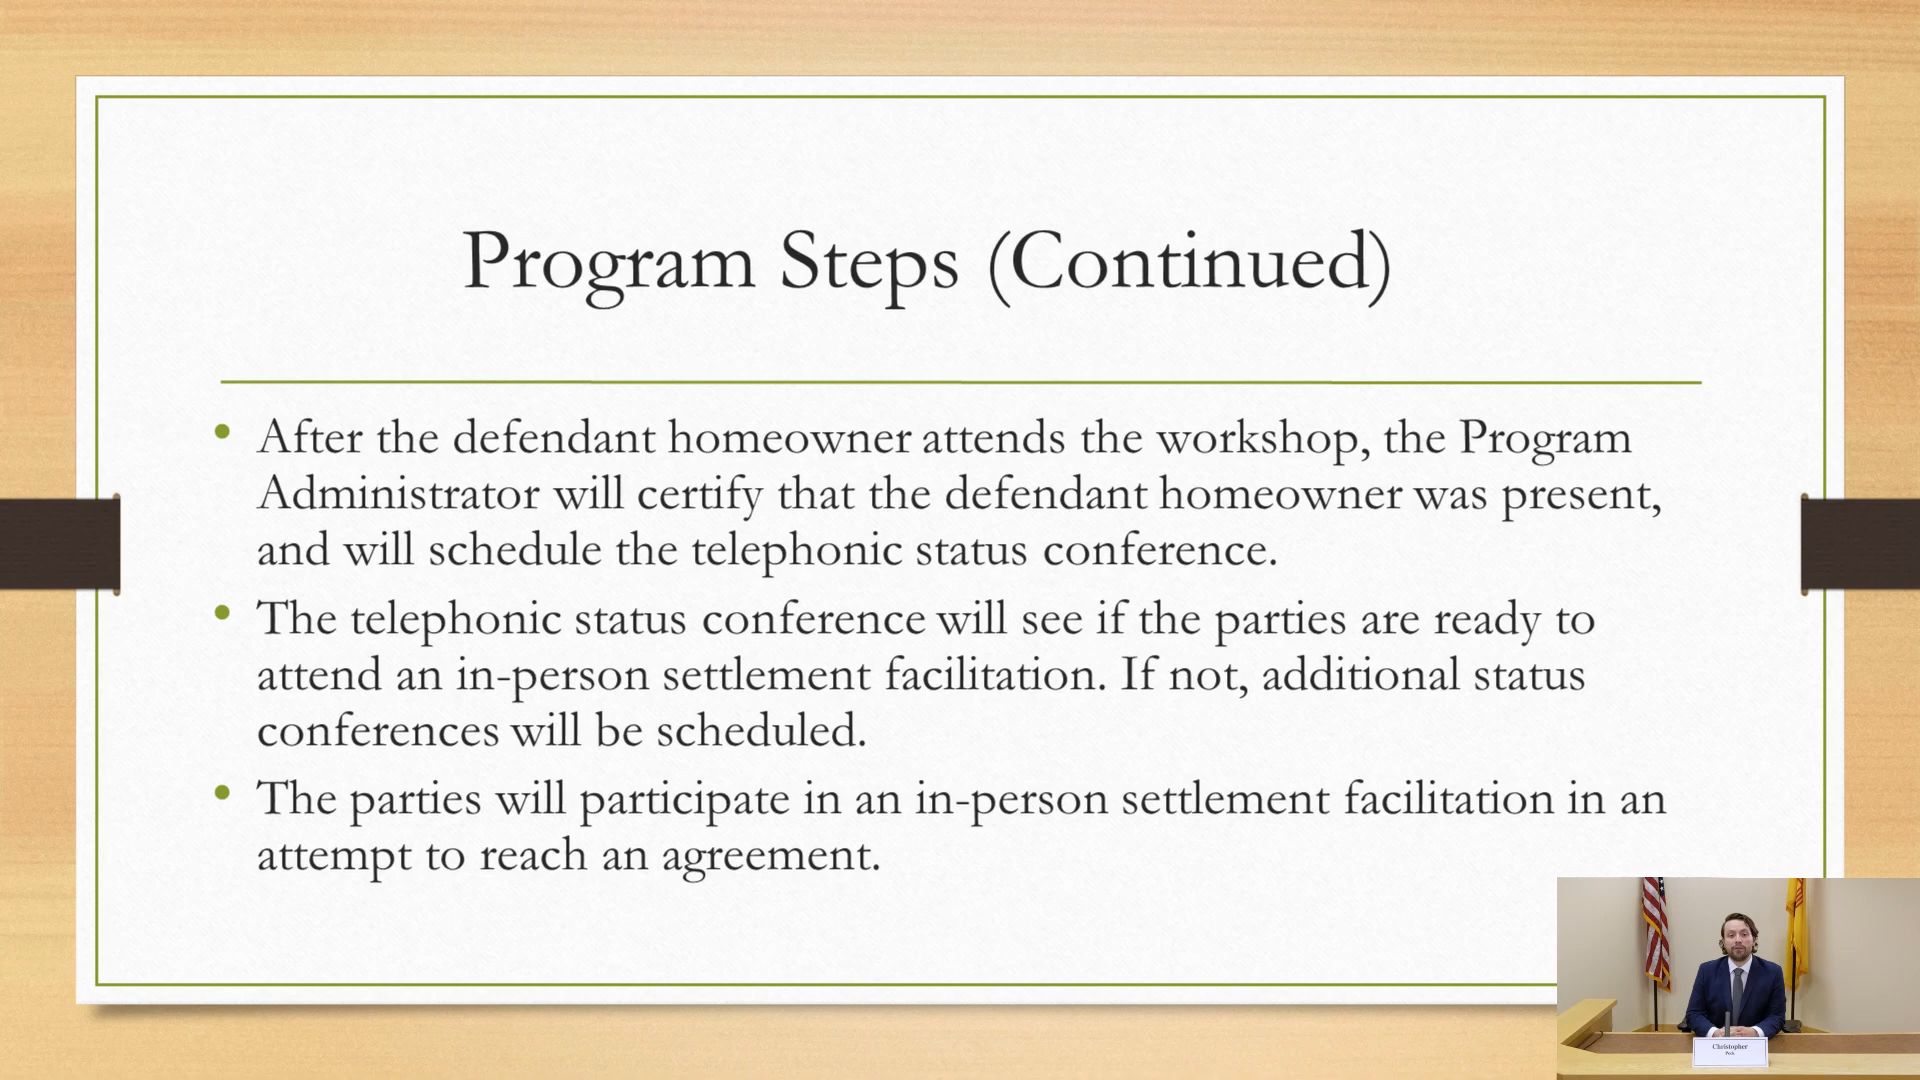 Program Steps (Continued)
• After the defendant homeowner attends the workshop, the Program
Administrator will certify that the defendant homeowner was present,
and will schedule the telephonic status conference.
• The telephonic status conference will see if the parties are ready to
attend an in-person settlement facilitation. If not, additional status
conferences will be scheduled.
• The parties will participate in an in-person settlement facilitation in an
attempt to reach an agreement.
Christopher
Peck